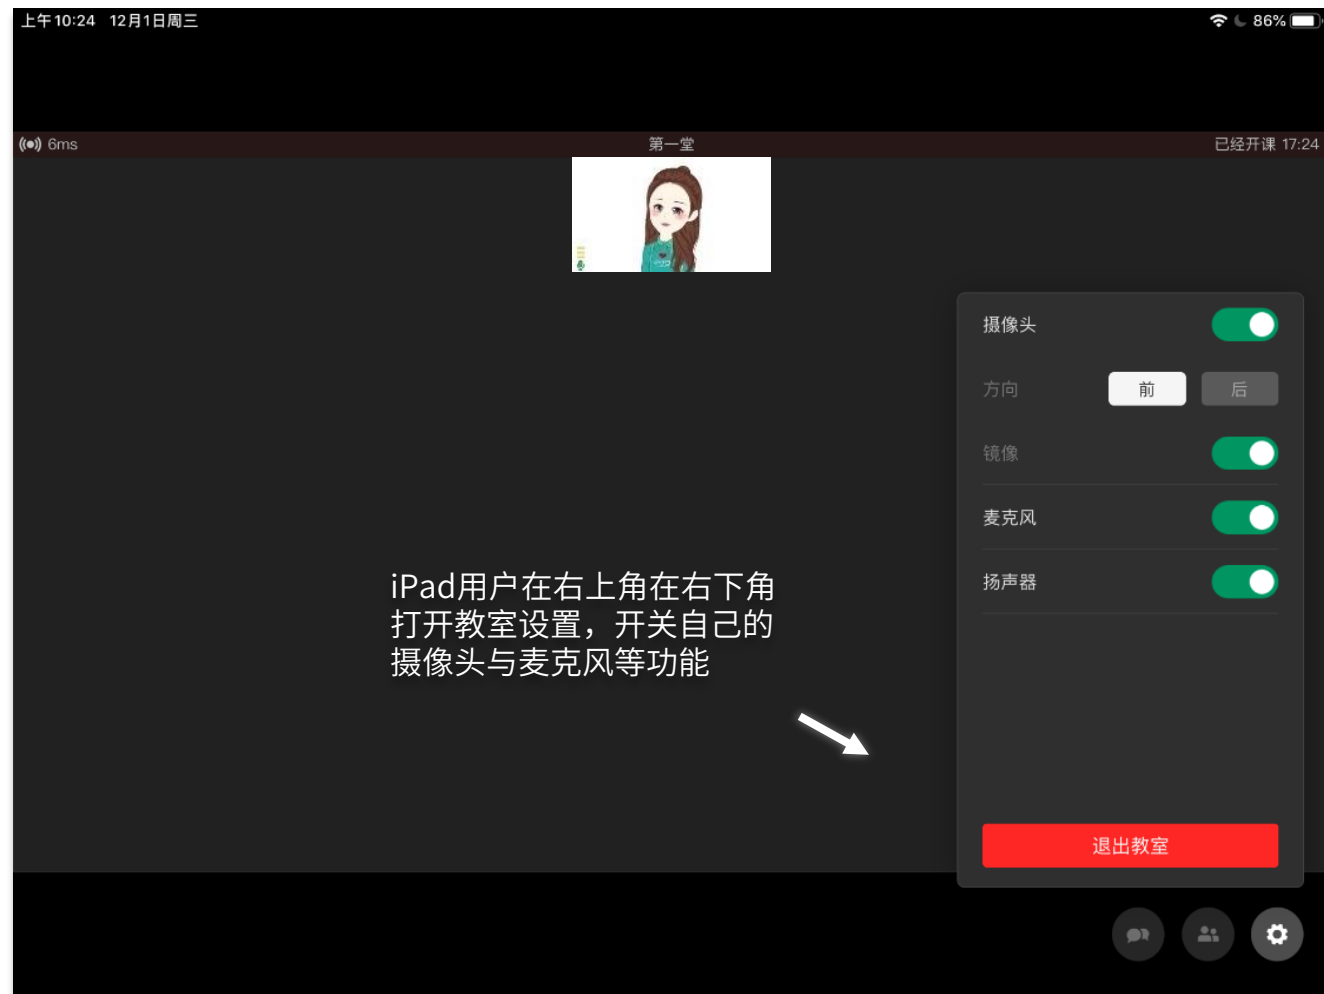 上午10:24 12月1日周三
86%
6ms
第一堂
已经开课 17:24
摄像头
方向 前 后
镜像
麦克风
扬声器
iPad用户在右上角在右下角
打开教室设置，开关自己的
摄像头与麦克风等功能
退出教室